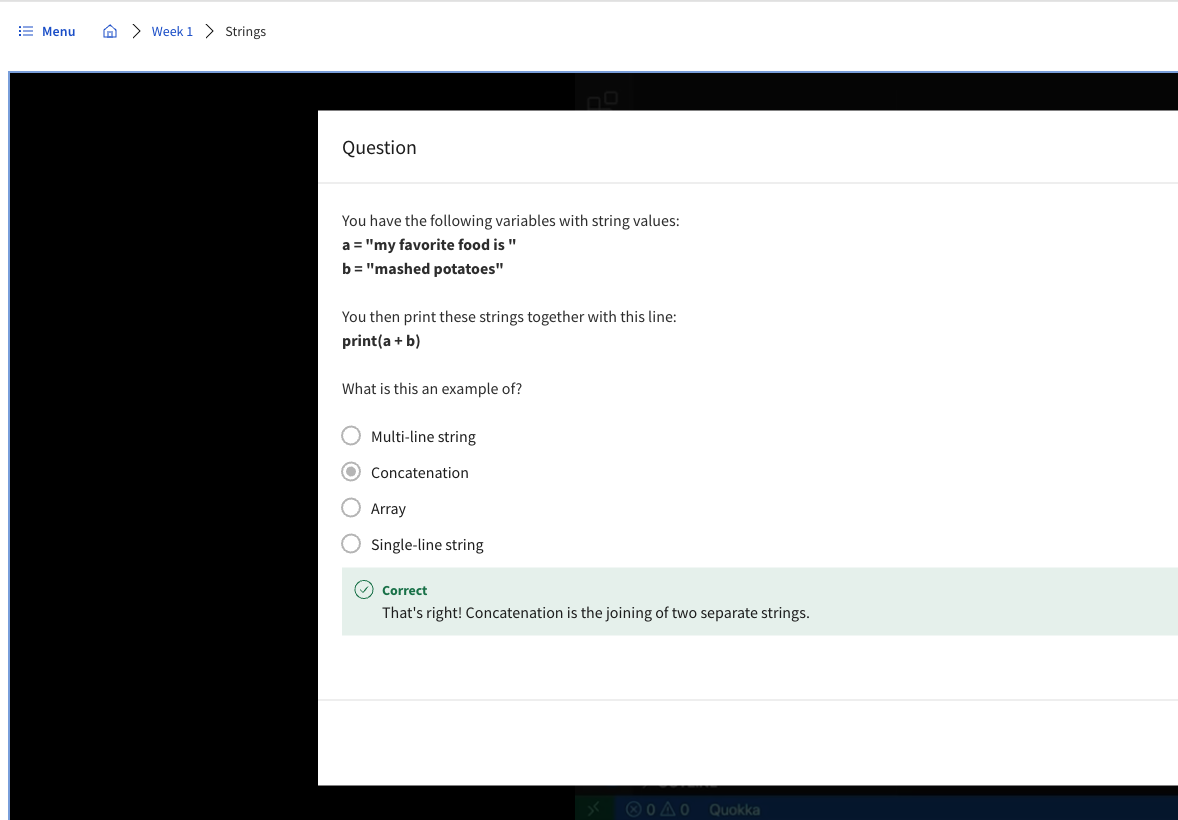 Menu
Week 1
Strings
Question
You have the following variables with string values:
a = "my favorite food is "
b = "mashed potatoes"
You then print these strings together with this line:
print(a + b)
What is this an example of?
Multi-line string
Concatenation
Array
Single-line string
Correct
That's right! Concatenation is the joining of two separate strings.
0 0 Quokka